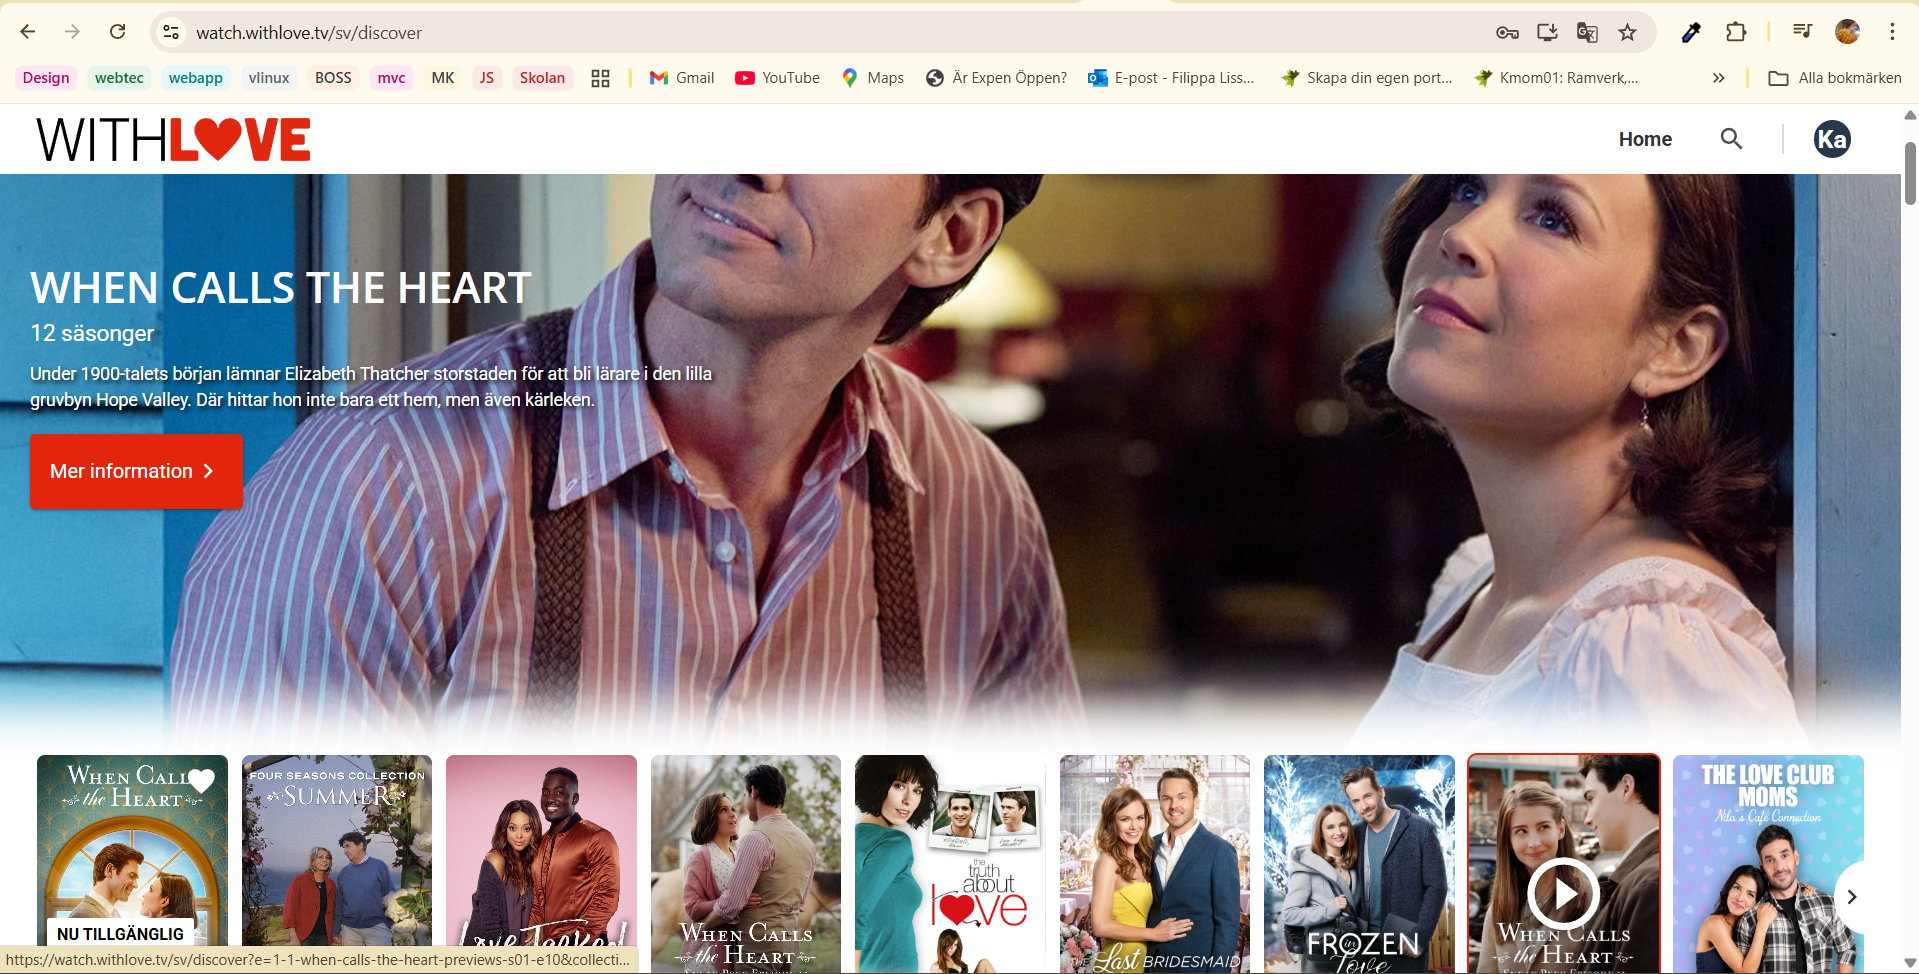 watch.withlove.tv/sv/discover
Design webtec webapp vlinux BOSS mvc MK JS Skolan Gmail YouTube Maps Är Expen Öppen? E-post - Filippa Liss... Skapa din egen port... Kmom01: Ramverk,... » Alla bokmärken
WITHLOVE
Home
Ka
WHEN CALLS THE HEART
12 säsonger
Under 1900-talets början lämnar Elizabeth Thatcher storstaden för att bli lärare i den lilla
gruvbyn Hope Valley. Där hittar hon inte bara ett hem, men även kärleken.
Mer information
WHEN CALLS
the HEART
NU TILLGÄNGLIG
FOUR SEASONS COLLECTION
SUMMER
Love Jacked
WHEN CALLS
the HEART
the
truth
about
love
THE Last BRIDESMAID
FROZEN
in Love
WHEN CALLS
the HEART
THE LOVE CLUB
MOMS
Nila's Café Connection
https://watch.withlove.tv/sv/discover?e=1-1-when-calls-the-heart-previews-s01-e10&collecti...